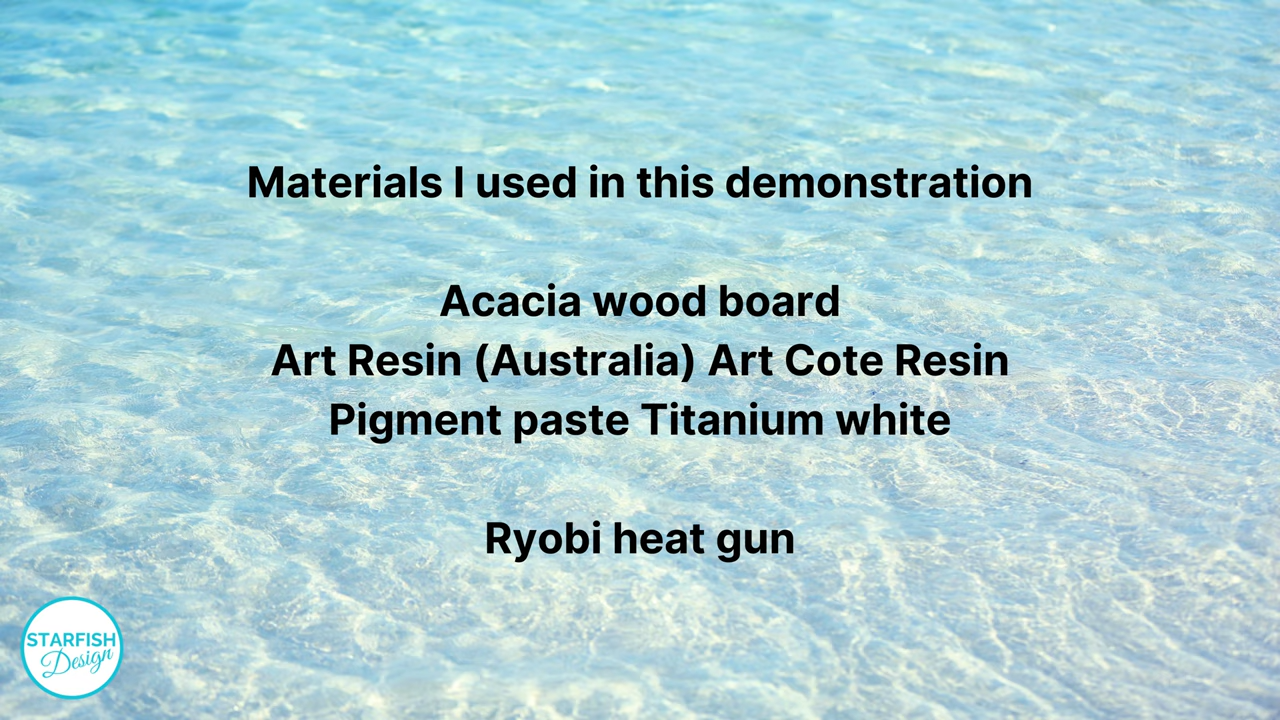 Materials I used in this demonstration
Acacia wood board
Art Resin (Australia) Art Cote Resin
Pigment paste Titanium white
Ryobi heat gun
STARFISH
Design